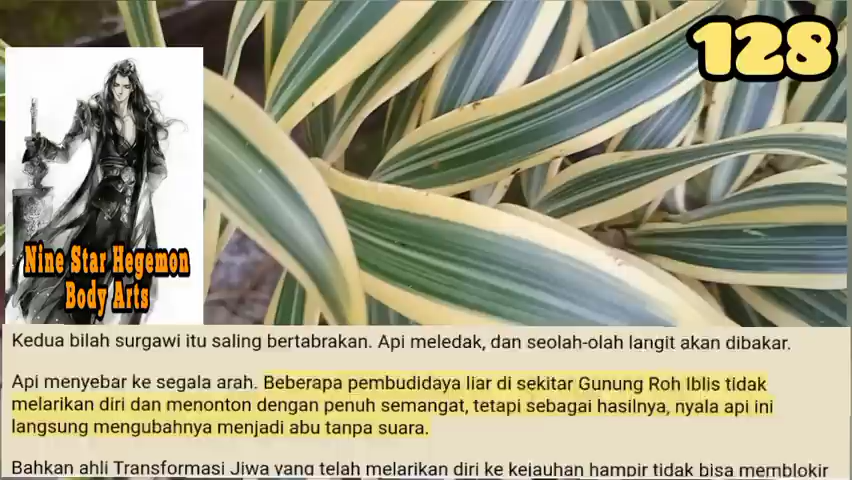 128
Nine Star Hegemon
Body Arts
Kedua bilah surgawi itu saling bertabrakan. Api meledak, dan seolah-olah langit akan dibakar.
Api menyebar ke segala arah. Beberapa pembudidaya liar di sekitar Gunung Roh Iblis tidak
melarikan diri dan menonton dengan penuh semangat, tetapi sebagai hasilnya, nyala api ini
langsung mengubahnya menjadi abu tanpa suara.
Bahkan ahli Transformasi Jiwa yang telah melarikan diri ke kejauhan hampir tidak bisa memblokir